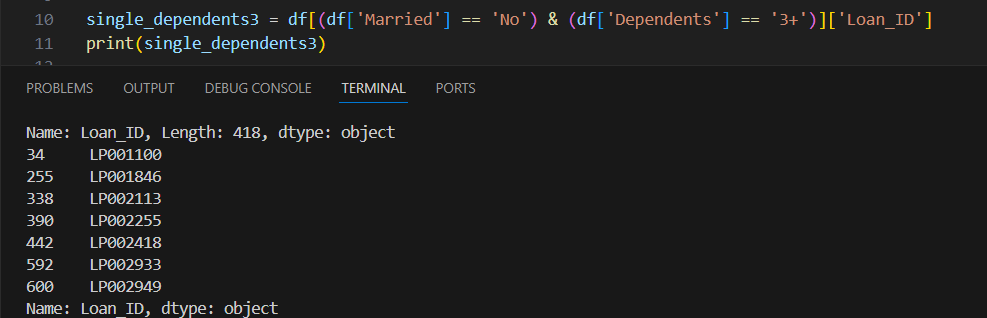 10 single_dependents3 = df[(df['Married'] == 'No') & (df['Dependents'] == '3+')]['Loan_ID']
11 print(single_dependents3)
PROBLEMS OUTPUT DEBUG CONSOLE TERMINAL PORTS
Name: Loan_ID, Length: 418, dtype: object
34 LP001100
255 LP001846
338 LP002113
390 LP002255
442 LP002418
592 LP002933
600 LP002949
Name: Loan_ID, dtype: object